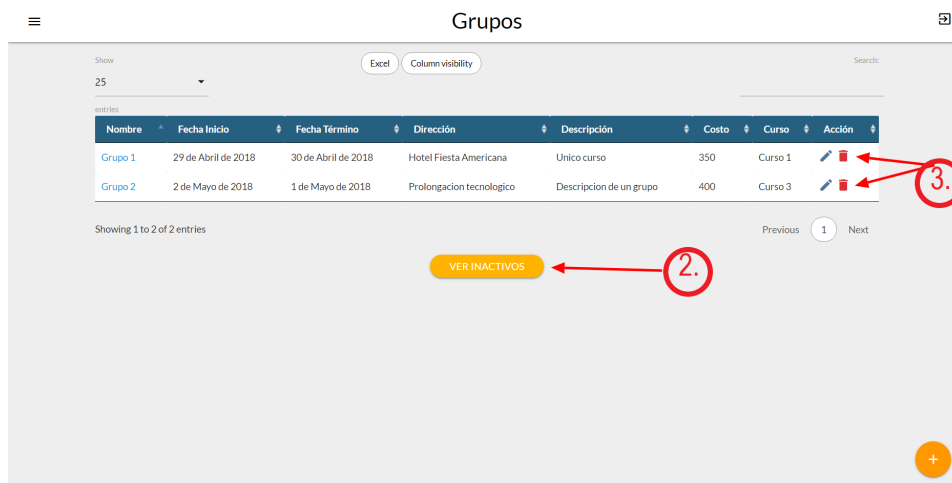 Grupos
Show
25
entries
Excel
Column visibility
Search:
Nombre Fecha Inicio Fecha Término Dirección Descripción Costo Curso Acción
Grupo 1 29 de Abril de 2018 30 de Abril de 2018 Hotel Fiesta Americana Unico curso 350 Curso 1
Grupo 2 2 de Mayo de 2018 1 de Mayo de 2018 Prolongacion tecnologico Descripcion de un grupo 400 Curso 3
3.
Showing 1 to 2 of 2 entries
Previous 1 Next
VER INACTIVOS
2.
+